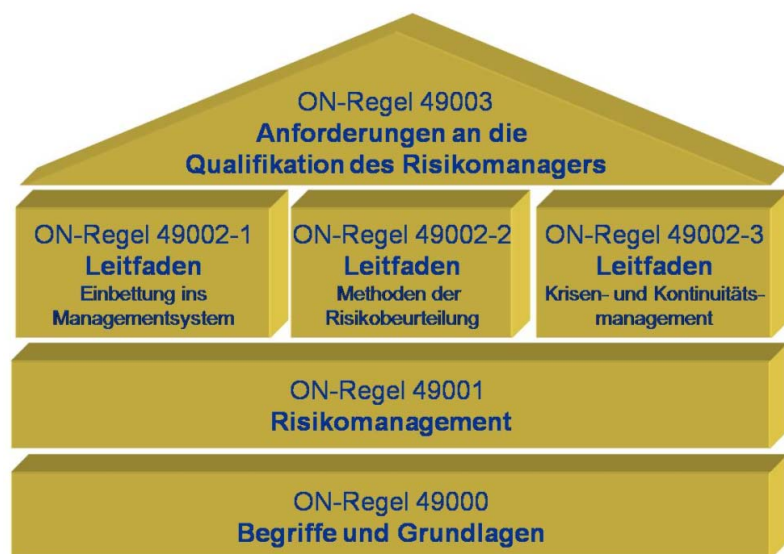 ON-Regel 49003
Anforderungen an die
Qualifikation des Risikomanagers
ON-Regel 49002-1
Leitfaden
Einbettung ins
Managementsystem
ON-Regel 49002-2
Leitfaden
Methoden der
Risikobeurteilung
ON-Regel 49002-3
Leitfaden
Krisen- und Kontinuitäts-
management
ON-Regel 49001
Risikomanagement
ON-Regel 49000
Begriffe und Grundlagen